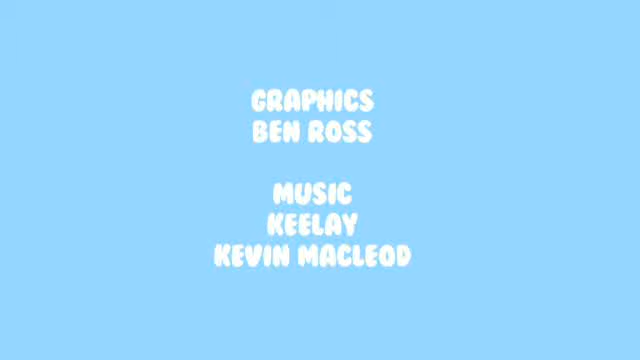 GRAPHICS
BEN ROSS
MUSIC
KEELAY
KEVIN MACLEOD